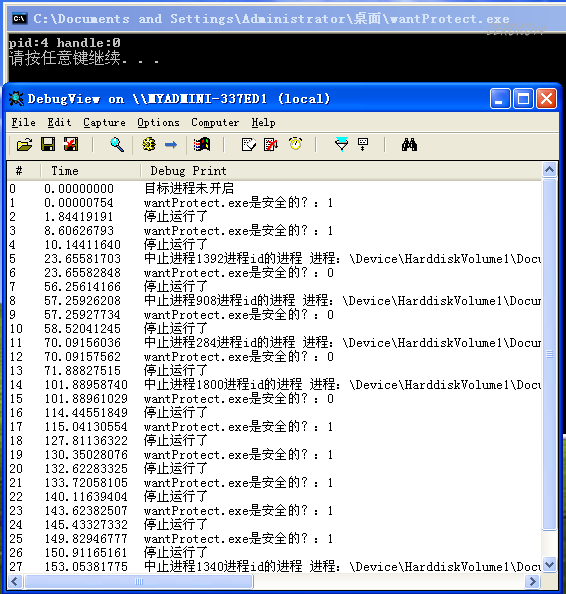 C:\Documents and Settings\Administrator\桌面\wantProtect.exe
pid:4 handle:0
请按任意键继续. . .
DebugView on \\MYADMINI-337ED1 (local)
File Edit Capture Options Computer Help
# Time Debug Print
0 0.00000000 目标进程未开启
1 0.00000754 wantProtect.exe是安全的? : 1
2 1.84419191 停止运行了
3 8.60626793 wantProtect.exe是安全的? : 1
4 10.14411640 停止运行了
5 23.65581703 中止进程1392进程id的进程 进程: \Device\HarddiskVolume1\Docu
6 23.65582848 wantProtect.exe是安全的? : 0
7 56.25614166 停止运行了
8 57.25926208 中止进程908进程id的进程 进程: \Device\HarddiskVolume1\Docum
9 57.25927734 wantProtect.exe是安全的? : 0
10 58.52041245 停止运行了
11 70.09156036 中止进程284进程id的进程 进程: \Device\HarddiskVolume1\Docum
12 70.09157562 wantProtect.exe是安全的? : 0
13 71.88827515 停止运行了
14 101.88958740 中止进程1800进程id的进程 进程: \Device\HarddiskVolume1\Docu
15 101.88961029 wantProtect.exe是安全的? : 0
16 114.44551849 停止运行了
17 115.04130554 wantProtect.exe是安全的? : 1
18 127.81136322 停止运行了
19 130.35028076 wantProtect.exe是安全的? : 1
20 132.62283325 停止运行了
21 133.72058105 wantProtect.exe是安全的? : 1
22 140.11639404 停止运行了
23 143.62382507 wantProtect.exe是安全的? : 1
24 145.43327332 停止运行了
25 149.82946777 wantProtect.exe是安全的? : 1
26 150.91165161 停止运行了
27 153.05381775 中止进程1340进程id的进程 进程: \Device\HarddiskVolume1\Docu